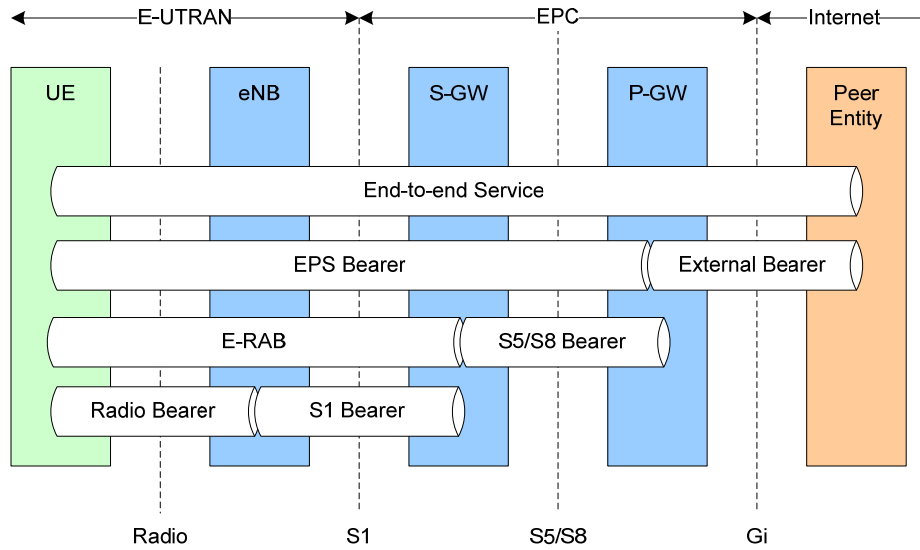 E-UTRAN
EPC
Internet
UE
eNB
S-GW
P-GW
Peer
Entity
End-to-end Service
EPS Bearer
External Bearer
E-RAB
S5/S8 Bearer
Radio Bearer
S1 Bearer
Radio
S1
S5/S8
Gi